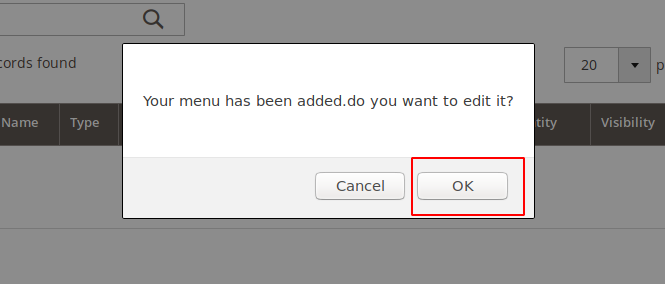 cords found
20
p
Name Type tity Visibility
Your menu has been added.do you want to edit it?
Cancel OK